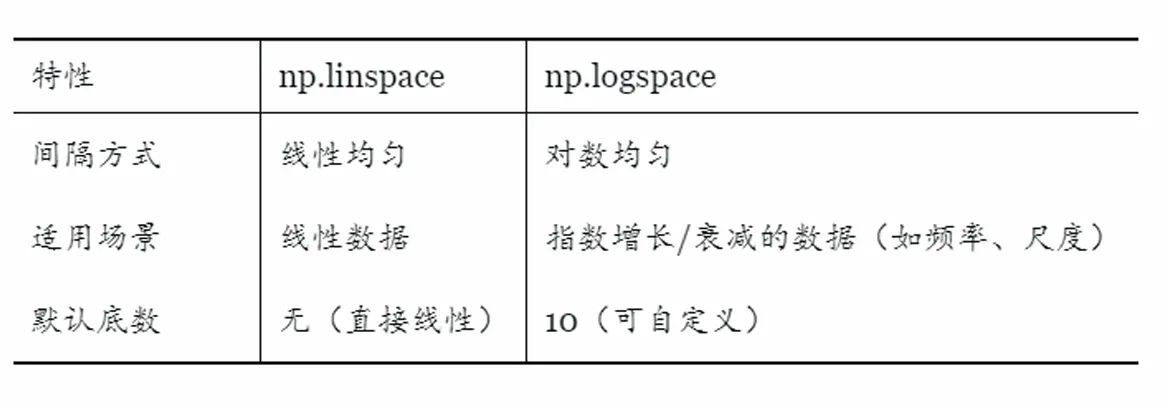 特性 np.linspace np.logspace
间隔方式 线性均匀 对数均匀
适用场景 线性数据 指数增长/衰减的数据（如频率、尺度）
默认底数 无（直接线性） 10（可自定义）